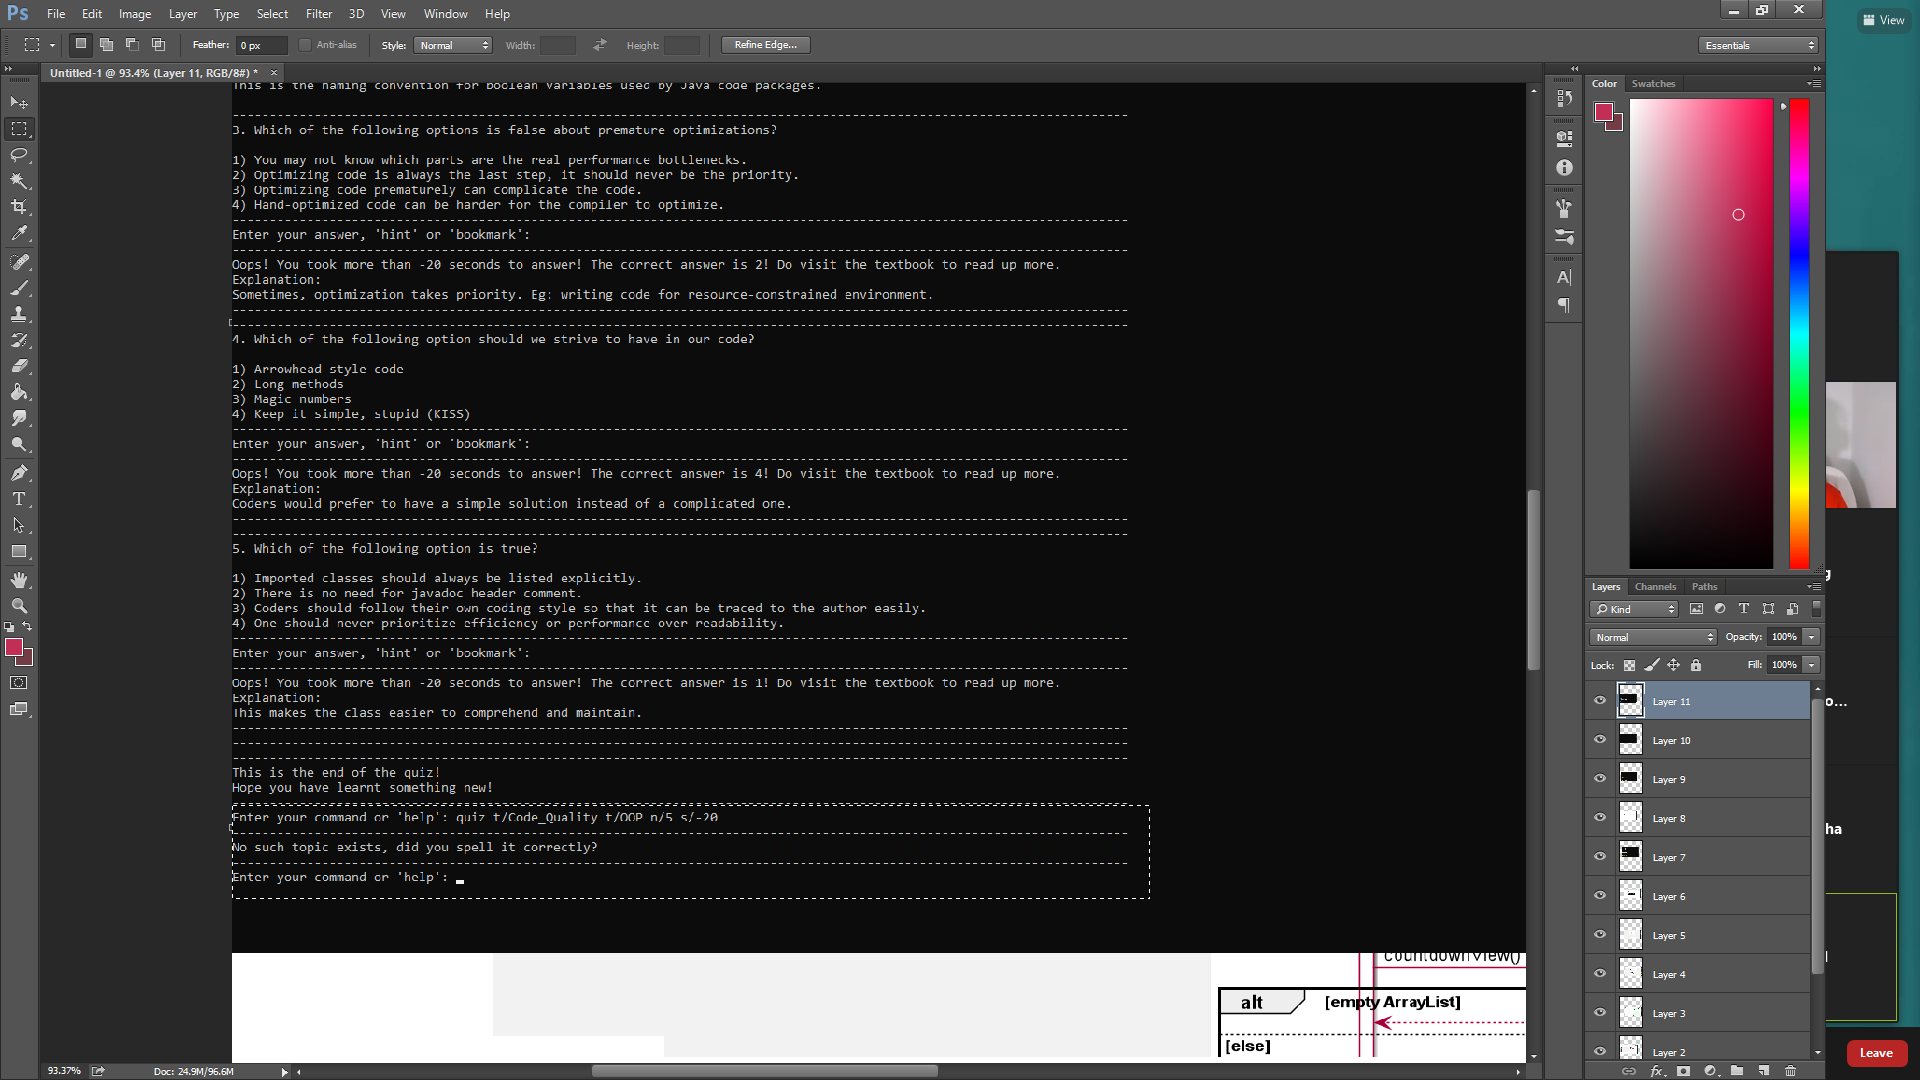 Ps File Edit Image Layer Type Select Filter 3D View Window Help
View
Feather: 0 px Anti-alias Style: Normal Width: Height: Refine Edge... Essentials
Untitled-1 @ 93.4% (Layer 11, RGB/8#) * ×
This is the naming convention for boolean variables used by Java code packages.
3. Which of the following options is false about premature optimizations?
1) You may not know which parts are the real performance bottlenecks.
2) Optimizing code is always the last step, it should never be the priority.
3) Optimizing code prematurely can complicate the code.
4) Hand-optimized code can be harder for the compiler to optimize.
Enter your answer, 'hint' or 'bookmark':
Oops! You took more than -20 seconds to answer! The correct answer is 2! Do visit the textbook to read up more.
Explanation:
Sometimes, optimization takes priority. Eg: writing code for resource-constrained environment.
4. Which of the following option should we strive to have in our code?
1) Arrowhead style code
2) Long methods
3) Magic numbers
4) Keep it simple, stupid (KISS)
Enter your answer, 'hint' or 'bookmark':
Oops! You took more than -20 seconds to answer! The correct answer is 4! Do visit the textbook to read up more.
Explanation:
Coders would prefer to have a simple solution instead of a complicated one.
5. Which of the following option is true?
1) Imported classes should always be listed explicitly.
2) There is no need for javadoc header comment.
3) Coders should follow their own coding style so that it can be traced to the author easily.
4) One should never prioritize efficiency or performance over readability.
Enter your answer, 'hint' or 'bookmark':
Oops! You took more than -20 seconds to answer! The correct answer is 1! Do visit the textbook to read up more.
Explanation:
This makes the class easier to comprehend and maintain.
This is the end of the quiz!
Hope you have learnt something new!
Enter your command or 'help': quiz t/Code_Quality t/OOP n/5 s/-20
No such topic exists, did you spell it correctly?
Enter your command or 'help':
countdownView()
alt [empty ArrayList]
[else]
93.37% Doc: 24.9M/96.6M
Color Swatches
Layers Channels Paths
Kind
Normal Opacity: 100%
Lock: Fill: 100%
Layer 11
Layer 10
Layer 9
Layer 8
Layer 7
Layer 6
Layer 5
Layer 4
Layer 3
Layer 2
g
o...
ha
Leave